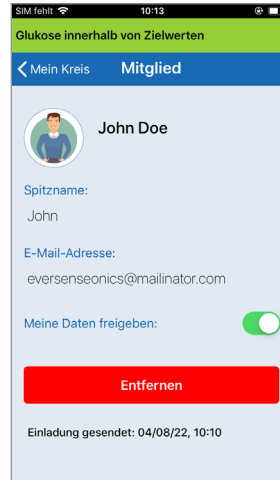 SIM fehlt 10:13
Glukose innerhalb von Zielwerten
Mein Kreis Mitglied
John Doe
Spitzname:
John
E-Mail-Adresse:
eversenseonics@mailinator.com
Meine Daten freigeben:
Entfernen
Einladung gesendet: 04/08/22, 10:10